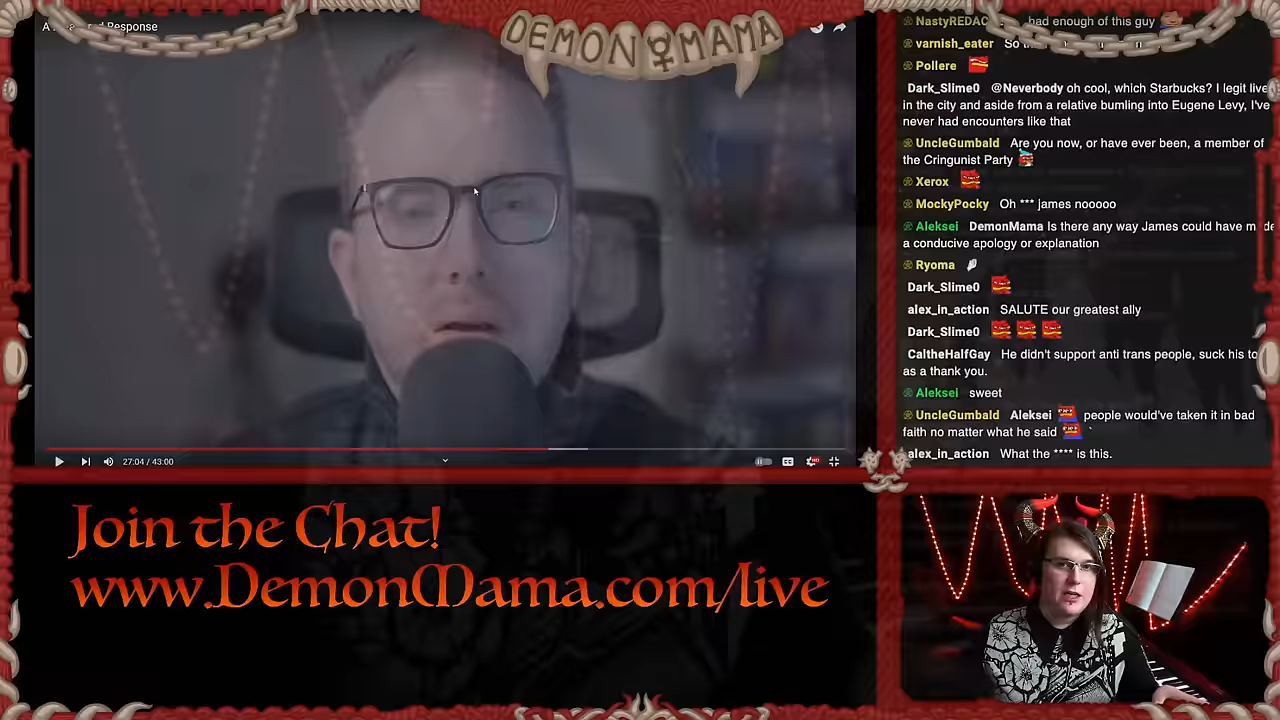 Response
DEMON MAMA
NastyREDAC had enough of this guy
varnish_eater
Pollere
Dark_Slime0 @Neverbody oh cool, which Starbucks? I legit live
in the city and aside from a relative bumling into Eugene Levy, I've
never had encounters like that
UncleGumbald Are you now, or have ever been, a member of
the Cringunist Party
Xerox
MockyPocky Oh *** james nooooo
Aleksei DemonMama Is there any way James could have made
a conducive apology or explanation
Ryoma
Dark_Slime0
alex_in_action SALUTE our greatest ally
Dark_Slime0
CaltheHalfGay He didn't support anti trans people, suck his to
as a thank you.
Aleksei sweet
UncleGumbald Aleksei people would've taken it in bad
faith no matter what he said `
alex_in_action What the **** is this.
27:04 / 43:00
HD
Join the Chat!
www.DemonMama.com/live